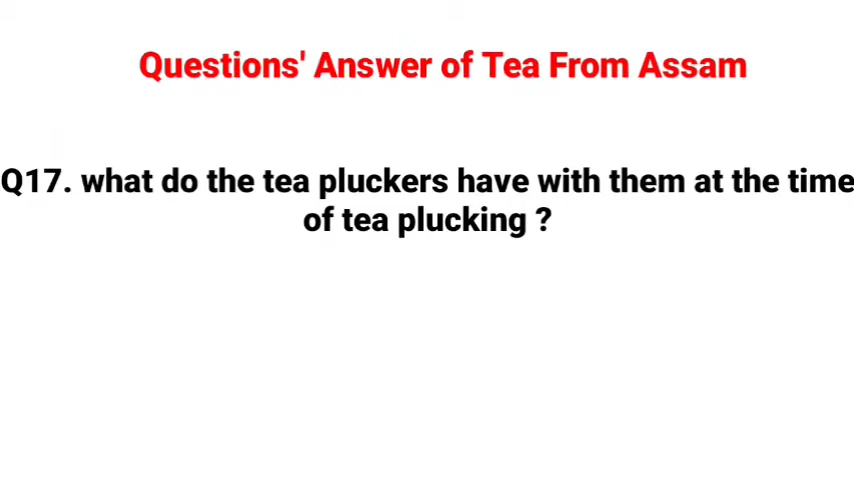 Questions' Answer of Tea From Assam
Q17. what do the tea pluckers have with them at the time
of tea plucking ?